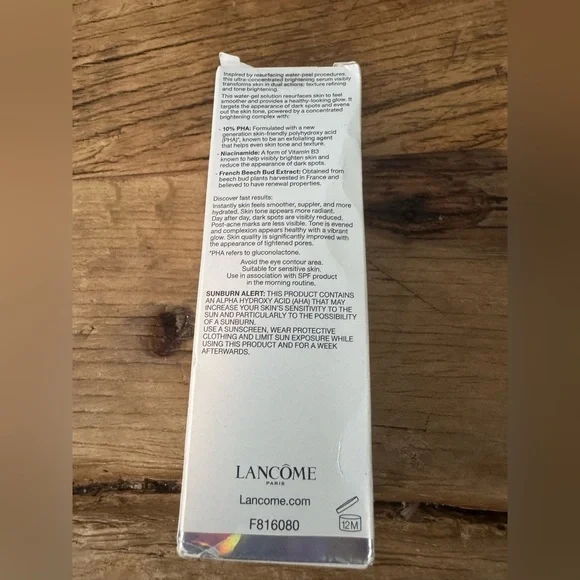 Inspired by resurfacing water-peel procedures,
this ultra-concentrated brightening serum visibly
transforms skin in dual actions: texture refining
and tone brightening.
This water-gel solution resurfaces skin to feel
smoother and provides a healthy-looking glow. It
targets the appearance of dark spots and evens
out the skin tone, powered by a concentrated
brightening complex with:
- 10% PHA: Formulated with a new
generation skin-friendly polyhydroxy acid
(PHA)*, known to be an exfoliating agent
that helps even skin tone and texture.
- Niacinamide: A form of Vitamin B3
known to help visibly brighten skin and
reduce the appearance of dark spots.
- French Beech Bud Extract: Obtained from
beech bud plants harvested in France and
believed to have renewal properties.
Discover fast results:
Instantly skin feels smoother, suppler, and more
hydrated. Skin tone appears more radiant.
Day after day, dark spots are visibly reduced.
Post-acne marks are less visible. Tone is evened
and complexion appears healthy with a vibrant
glow. Skin quality is significantly improved with
the appearance of tightened pores.
*PHA refers to gluconolactone.
Avoid the eye contour area.
Suitable for sensitive skin.
Use in association with SPF product
in the morning routine.
SUNBURN ALERT: THIS PRODUCT CONTAINS
AN ALPHA HYDROXY ACID (AHA) THAT MAY
INCREASE YOUR SKIN'S SENSITIVITY TO THE
SUN AND PARTICULARLY TO THE POSSIBILITY
OF A SUNBURN.
USE A SUNSCREEN, WEAR PROTECTIVE
CLOTHING AND LIMIT SUN EXPOSURE WHILE
USING THIS PRODUCT AND FOR A WEEK
AFTERWARDS.
LANCÔME
PARIS
Lancome.com
F816080
12M